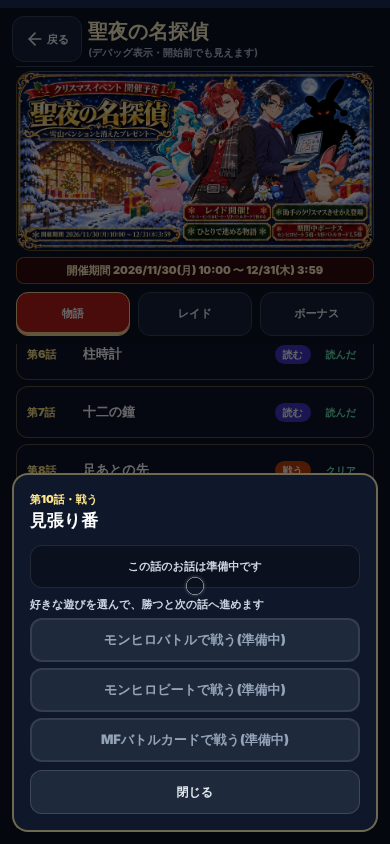 戻る
聖夜の名探偵
(デバッグ表示・開始前でも見えます)
クリスマスイベント 開催予告
聖夜の名探偵
〜雪山ペンションと消えたプレゼント〜
レイド開催!
助手のクリスマスきせかえ登場
ひとりで進める物語
期間中ボーナス
開催期間 2026/11/30(月) 10:00 〜 12/31(木) 3:59
物語
レイド
ボーナス
第6話
柱時計
読む
読んだ
第7話
十二の鐘
読む
読んだ
第8話
足あとの先
戦う
クリア
第10話・戦う
見張り番
この話のお話は準備中です
好きな遊びを選んで、勝つと次の話へ進めます
モンヒロバトルで戦う(準備中)
モンヒロビートで戦う(準備中)
MFバトルカードで戦う(準備中)
閉じる